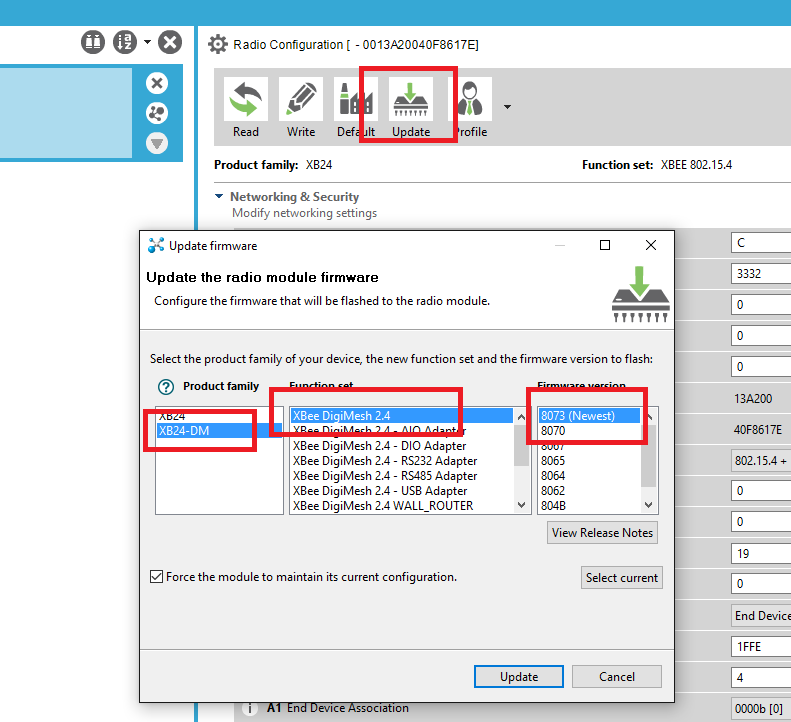 Radio Configuration [ - 0013A20040F8617E]
Read Write Default Update Profile
Product family: XB24 Function set: XBEE 802.15.4
Networking & Security
Modify networking settings
Update firmware
Update the radio module firmware
Configure the firmware that will be flashed to the radio module.
Select the product family of your device, the new function set and the firmware version to flash:
Product family Function set Firmware version
XB24
XB24-DM
XBee DigiMesh 2.4
XBee DigiMesh 2.4 - AIO Adapter
XBee DigiMesh 2.4 - DIO Adapter
XBee DigiMesh 2.4 - RS232 Adapter
XBee DigiMesh 2.4 - RS485 Adapter
XBee DigiMesh 2.4 - USB Adapter
XBee DigiMesh 2.4 WALL_ROUTER
8073 (Newest)
8070
8067
8065
8064
8062
804B
View Release Notes
Force the module to maintain its current configuration.
Select current
Update Cancel
C
3332
0
0
0
13A200
40F8617E
802.15.4 +
0
0
19
0
End Device
1FFE
4
A1 End Device Association
0000b [0]